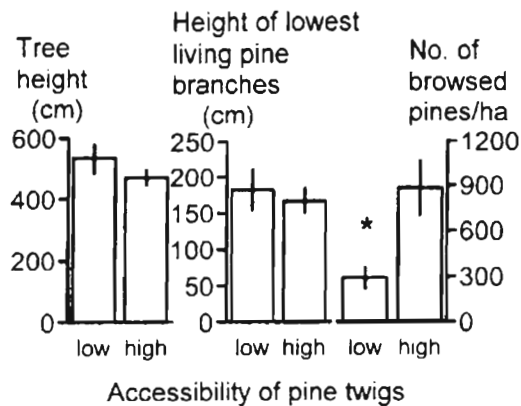 Tree
height
(cm)
600
400
200
0
low high
Height of lowest
living pine
branches
(cm)
250
200
150
100
50
0
low high
No. of
browsed
pines/ha
1200
900
600
300
0
*
low high
Accessibility of pine twigs